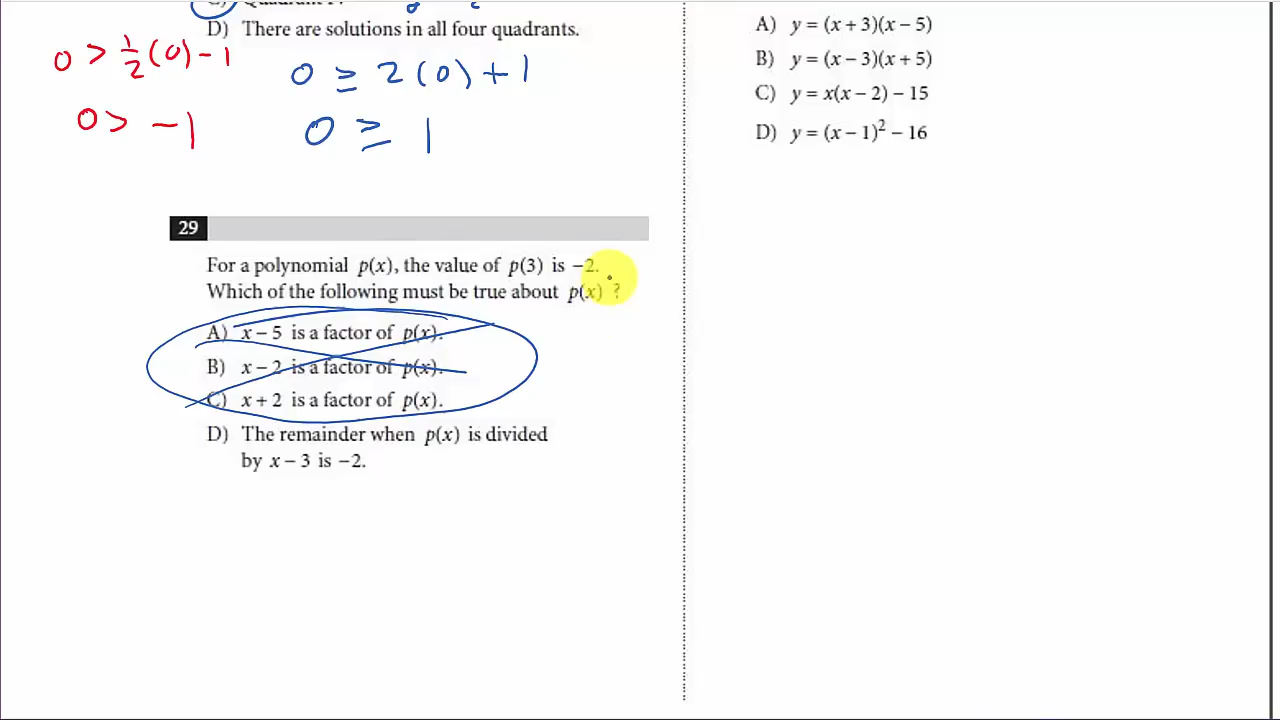 D) There are solutions in all four quadrants.
0 > 1/2 (0) - 1
0 ≥ 2 (0) + 1
0 > -1
0 ≥ 1
29
For a polynomial p(x), the value of p(3) is −2.
Which of the following must be true about p(x) ?
A) x − 5 is a factor of p(x).
B) x − 2 is a factor of p(x).
C) x + 2 is a factor of p(x).
D) The remainder when p(x) is divided
by x − 3 is −2.
A) y = (x + 3)(x − 5)
B) y = (x − 3)(x + 5)
C) y = x(x − 2) − 15
D) y = (x − 1)² − 16